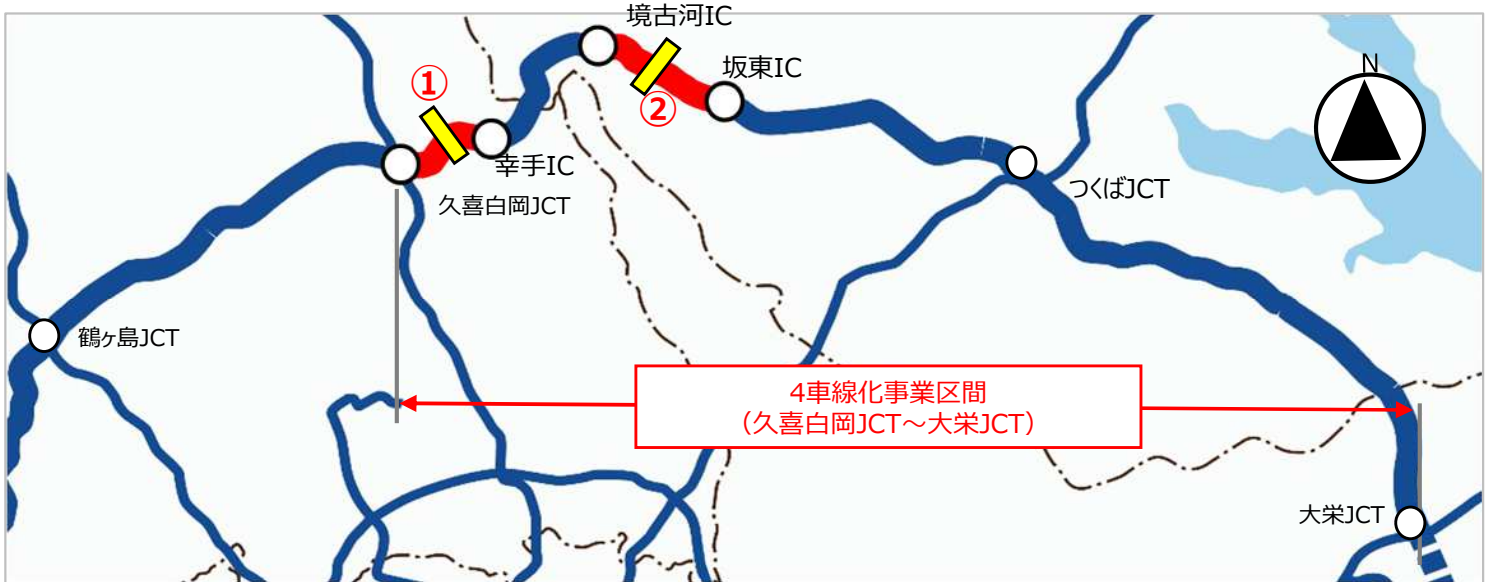 境古河IC
坂東IC
N
①
②
幸手IC
久喜白岡JCT
つくばJCT
鶴ヶ島JCT
4車線化事業区間
（久喜白岡JCT～大栄JCT）
大栄JCT